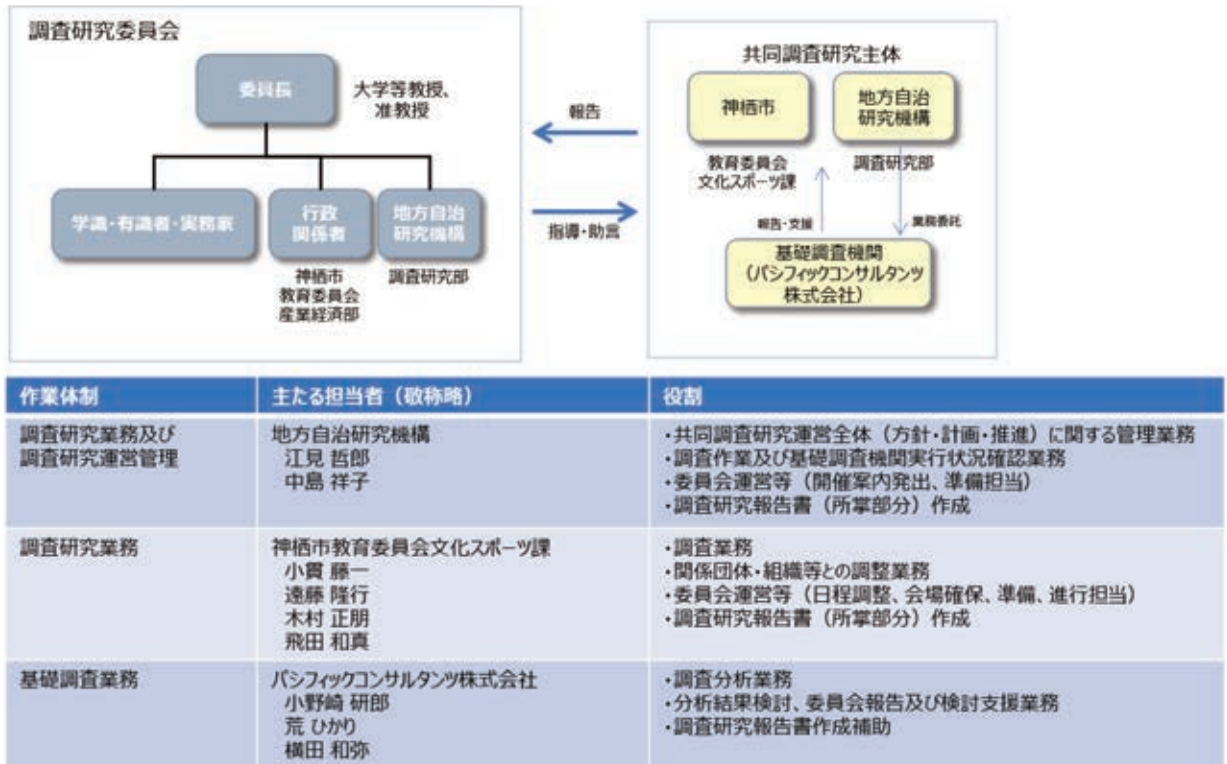 調査研究委員会
委員長
大学等教授、
准教授
学識・有識者・実務家
行政
関係者
地方自治
研究機構
神栖市
教育委員会
産業経済部
調査研究部
報告
指導・助言
共同調査研究主体
神栖市
地方自治
研究機構
教育委員会
文化スポーツ課
調査研究部
報告・支援
業務委託
基礎調査機関
(パシフィックコンサルタンツ
株式会社)
作業体制
主たる担当者(敬称略)
役割
調査研究業務及び
調査研究運営管理
地方自治研究機構
江見 哲郎
中島 祥子
・共同調査研究運営全体(方針・計画・推進)に関する管理業務
・調査作業及び基礎調査機関実行状況確認業務
・委員会運営等(開催案内発出、準備担当)
・調査研究報告書(所掌部分)作成
調査研究業務
神栖市教育委員会文化スポーツ課
小貫 藤一
遠藤 隆行
木村 正朋
飛田 和真
・調査業務
・関係団体・組織等との調整業務
・委員会運営等(日程調整、会場確保、準備、進行担当)
・調査研究報告書(所掌部分)作成
基礎調査業務
パシフィックコンサルタンツ株式会社
小野崎 研郎
荒 ひかり
横田 和弥
・調査分析業務
・分析結果検討、委員会報告及び検討支援業務
・調査研究報告書作成補助